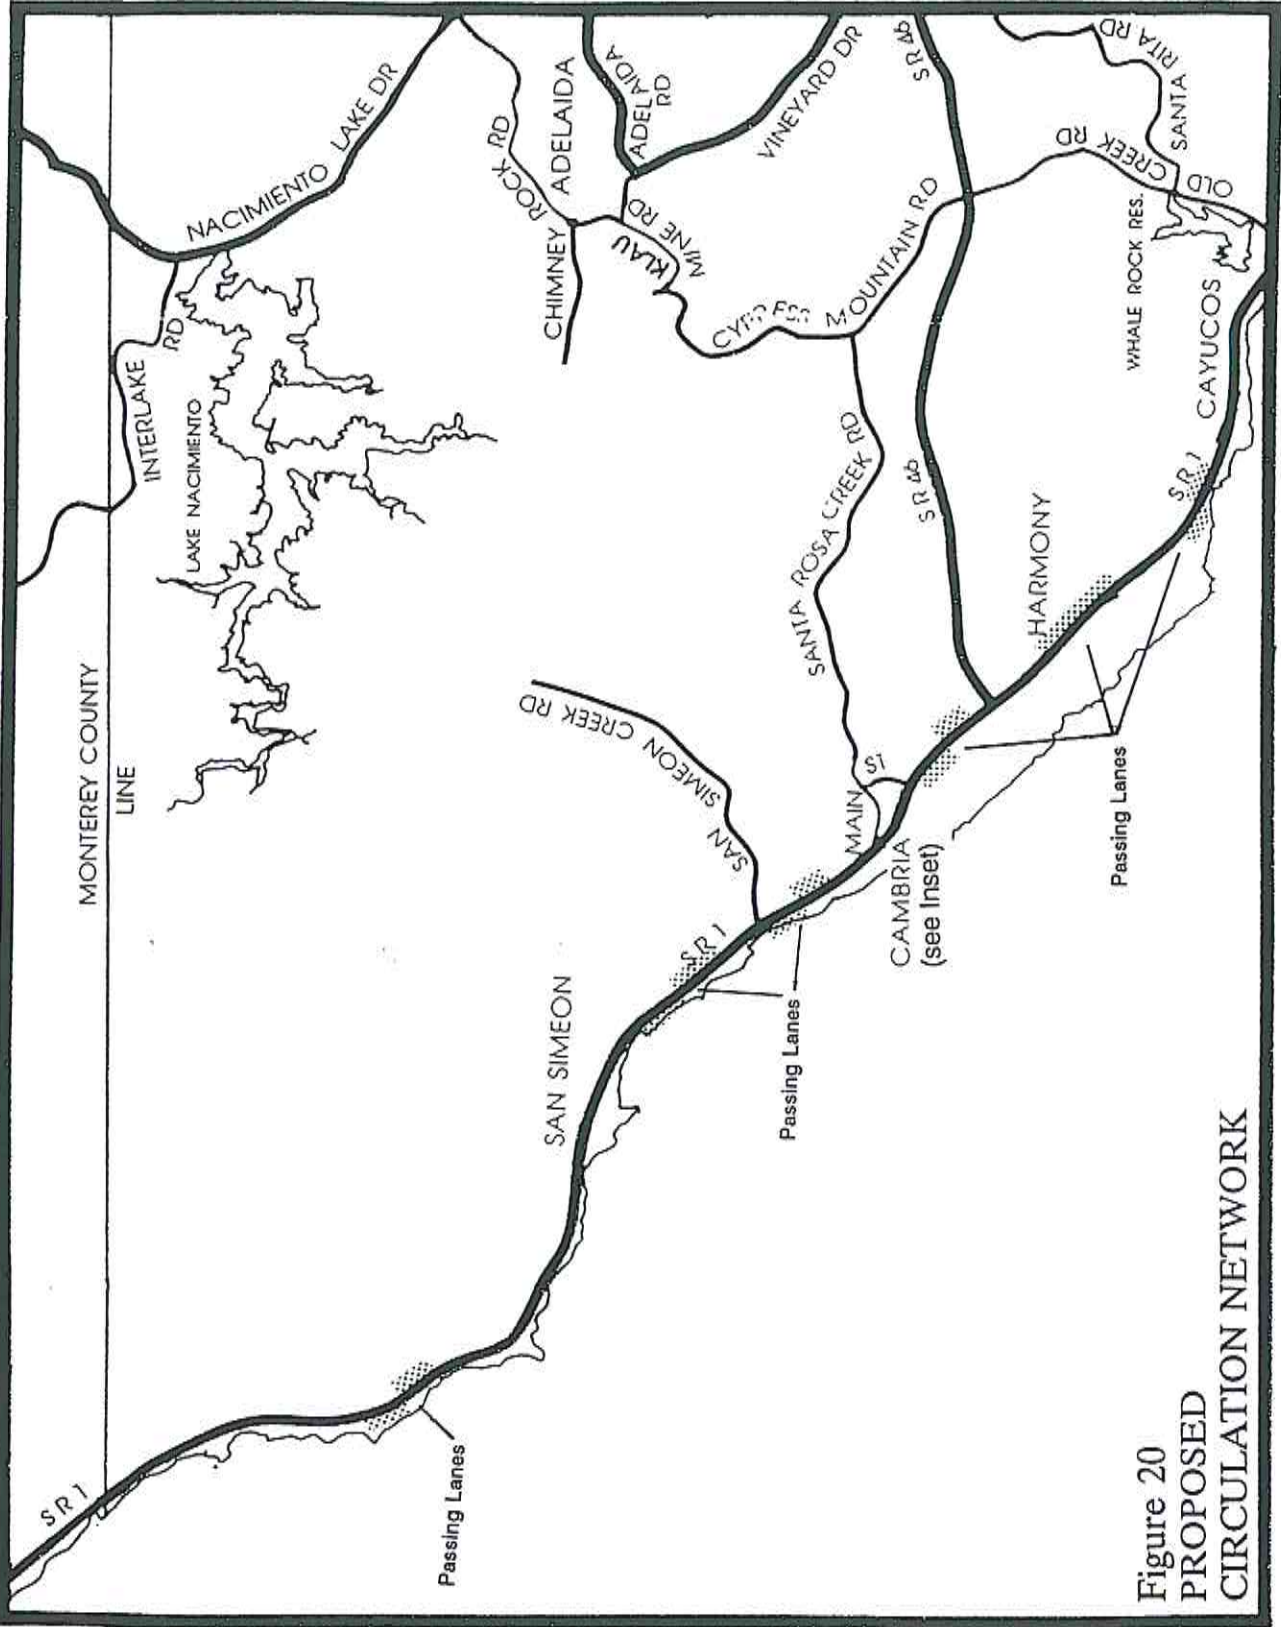 MONTEREY COUNTY
LINE
SR 1
NACIMIENTO LAKE DR
INTERLAKE
RD
LAKE NACIMIENTO
CHIMNEY ROCK RD
ADELAIDA
ADELAIDA
RD
VINEYARD DR
KLAU
MINE RD
CYPRESS MOUNTAIN RD
SR 46
SANTA RITA RD
OLD CREEK RD
WHALE ROCK RES.
CAYUCOS
SANTA ROSA CREEK RD
SR 46
HARMONY
SR 1
SAN SIMEON CREEK RD
MAIN ST
CAMBRIA
(see Inset)
SR 1
SAN SIMEON
Passing Lanes
Passing Lanes
Passing Lanes
Figure 20
PROPOSED
CIRCULATION NETWORK